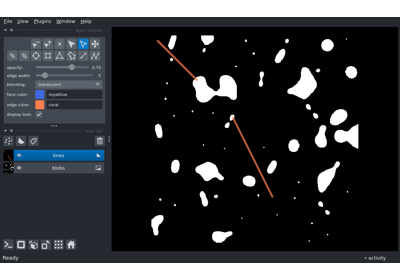 File View Plugins Window Help
opacity: 0.75
edge width: 5
blending: translucent
face color: royalblue
edge color: coral
display text: ✓
lines
blobs
Ready
activity